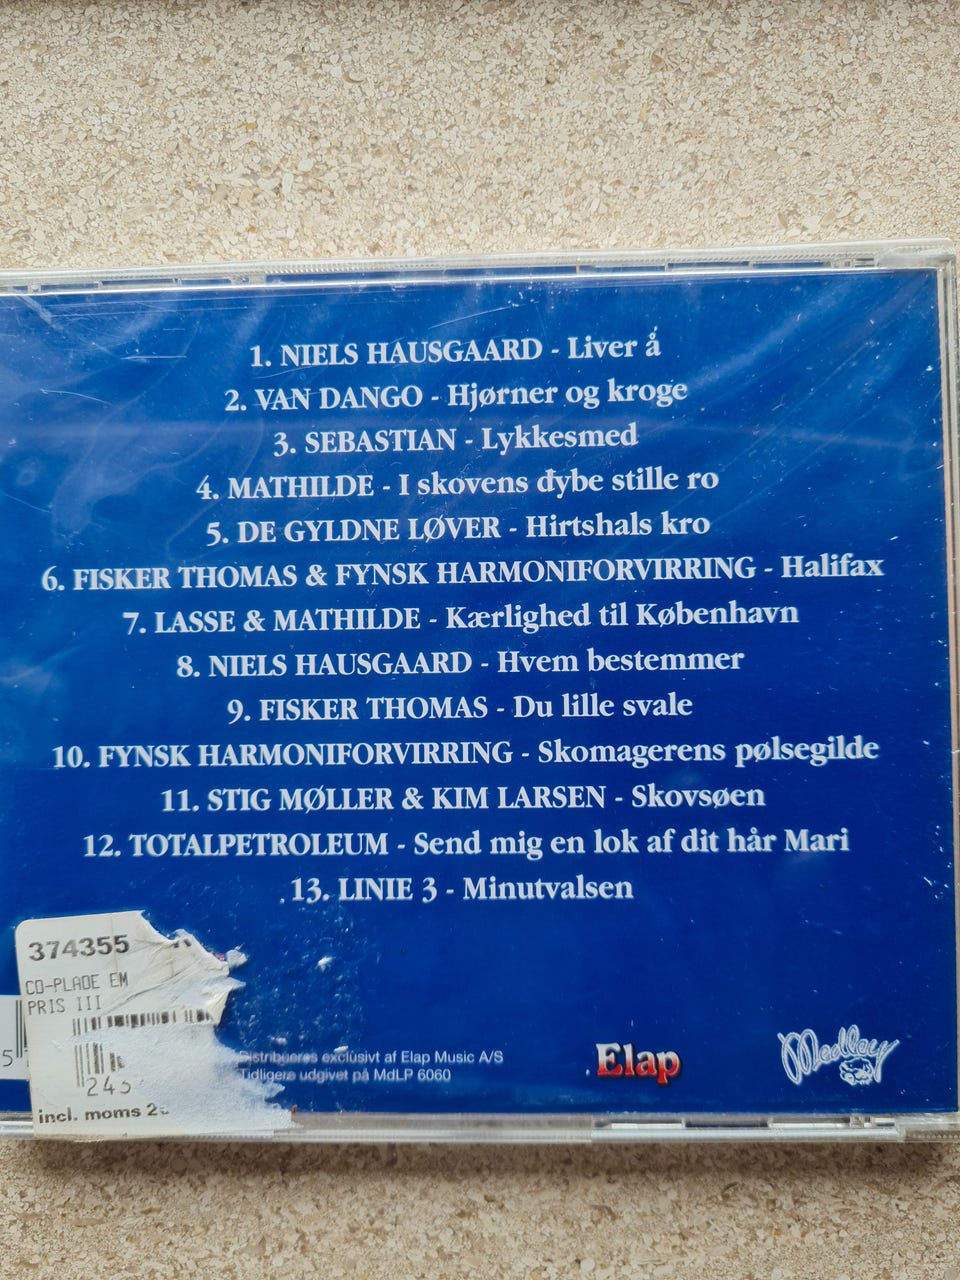 1. NIELS HAUSGAARD - Liver å
2. VAN DANGO - Hjørner og kroge
3. SEBASTIAN - Lykkesmed
4. MATHILDE - I skovens dybe stille ro
5. DE GYLDNE LØVER - Hirtshals kro
6. FISKER THOMAS & FYNSK HARMONIFORVIRRING - Halifax
7. LASSE & MATHILDE - Kærlighed til København
8. NIELS HAUSGAARD - Hvem bestemmer
9. FISKER THOMAS - Du lille svale
10. FYNSK HARMONIFORVIRRING - Skomagerens pølsegilde
11. STIG MØLLER & KIM LARSEN - Skovsøen
12. TOTALPETROLEUM - Send mig en lok af dit hår Mari
13. LINIE 3 - Minutvalsen
374355
CD-PLADE EM
PRIS III
5
245
incl. moms
Distribueres exclusivt af Elap Music A/S
Tidligere udgivet på MdLP 6060
Elap
Medley